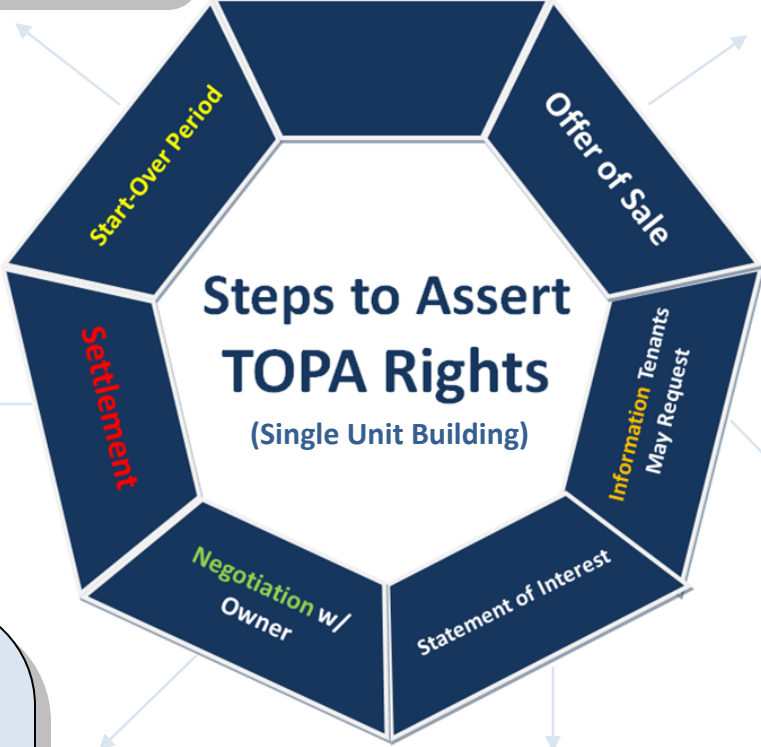 Steps to Assert
TOPA Rights
(Single Unit Building)
Offer of Sale
Information Tenants
May Request
Statement of Interest
Negotiation w/
Owner
Settlement
Start-Over Period